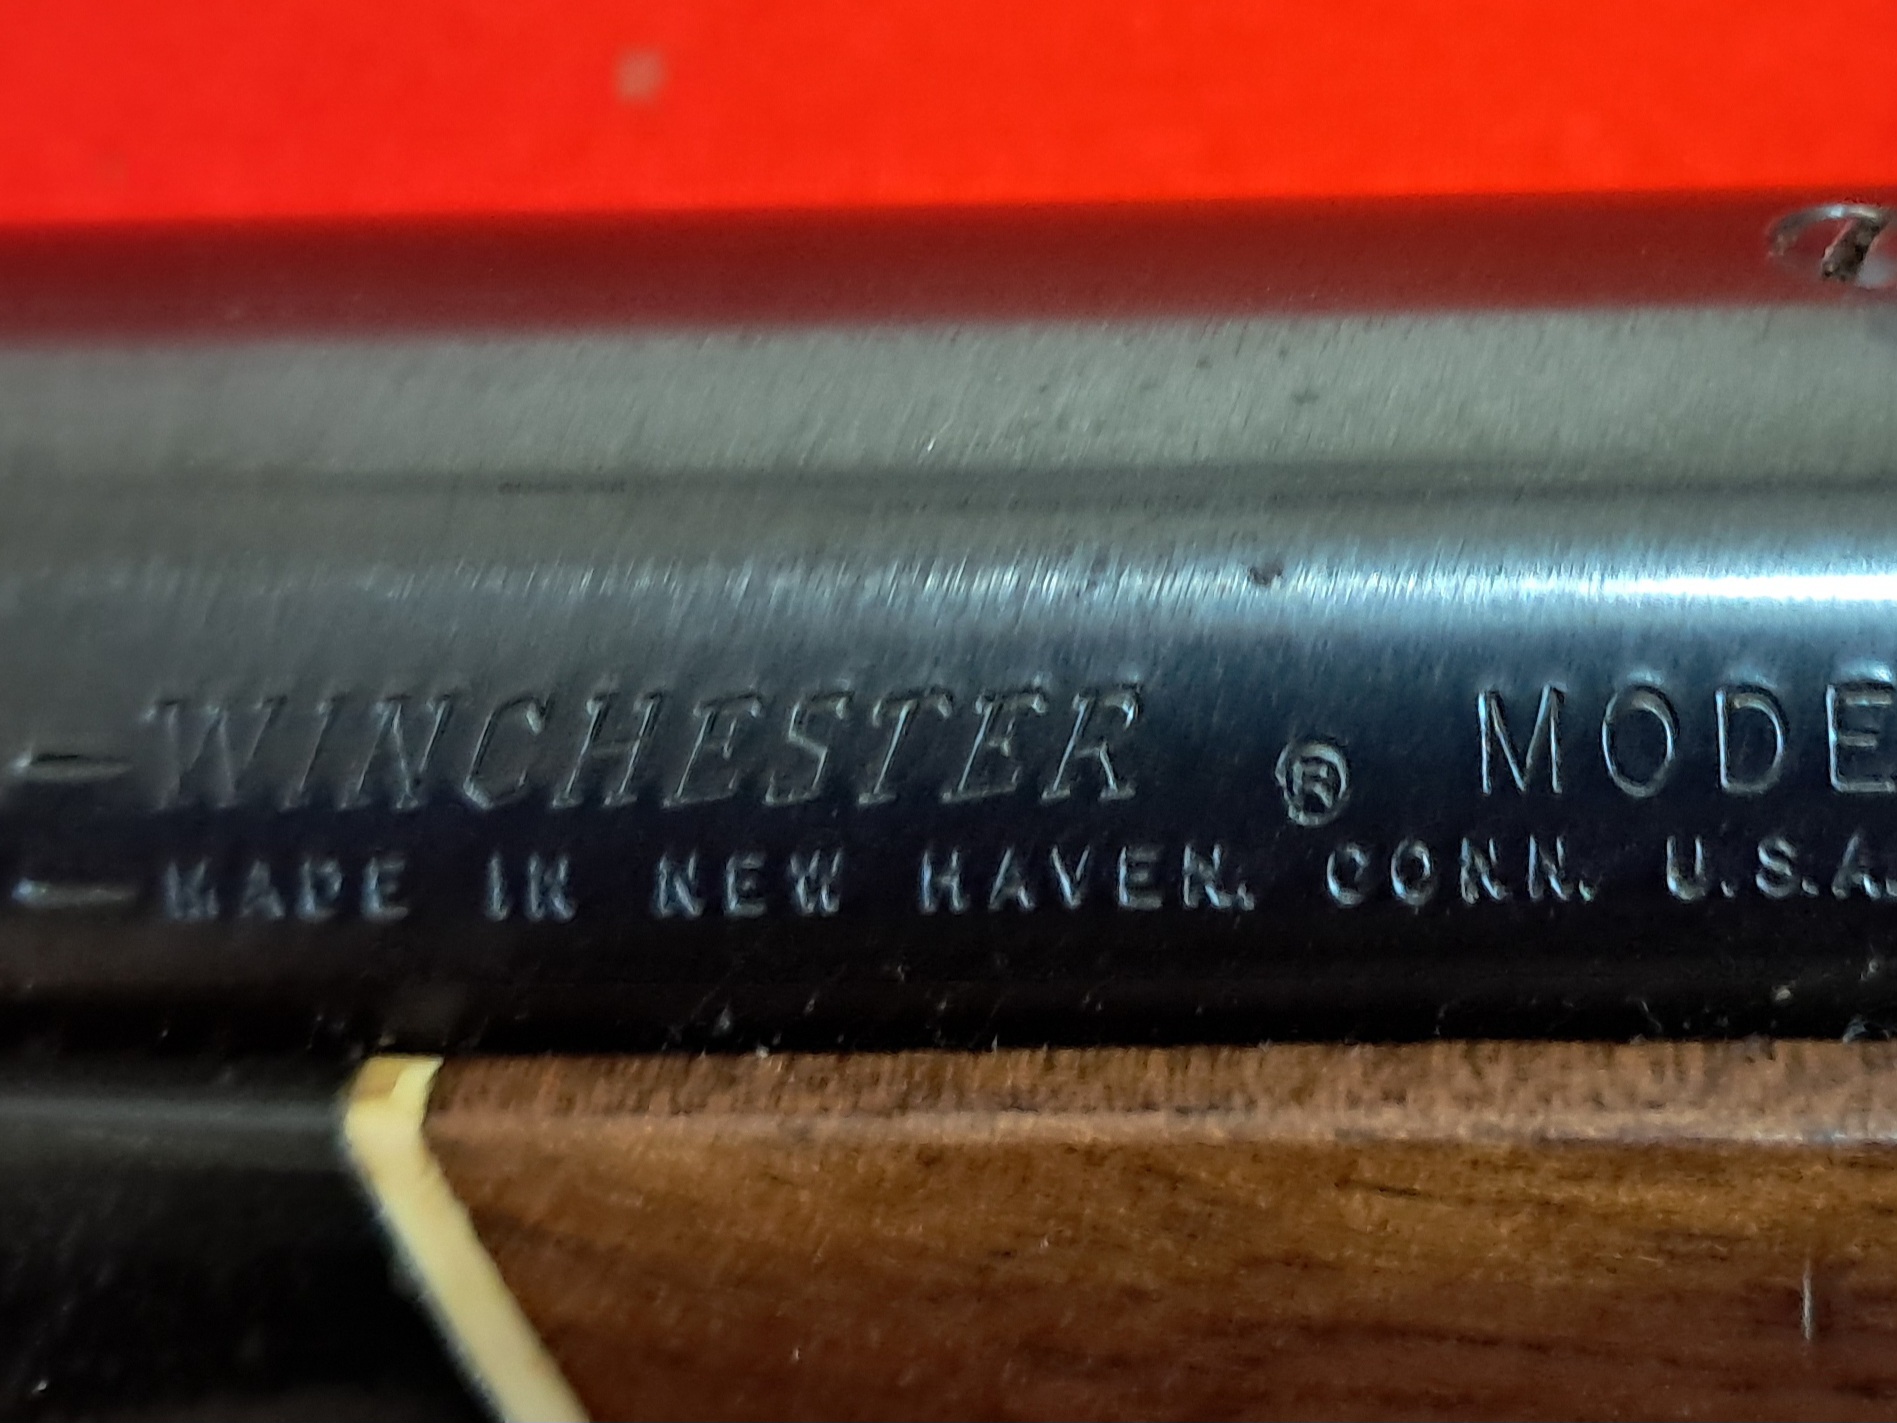 -WINCHESTER ® MODE
-MADE IN NEW HAVEN. CONN. U.S.A.